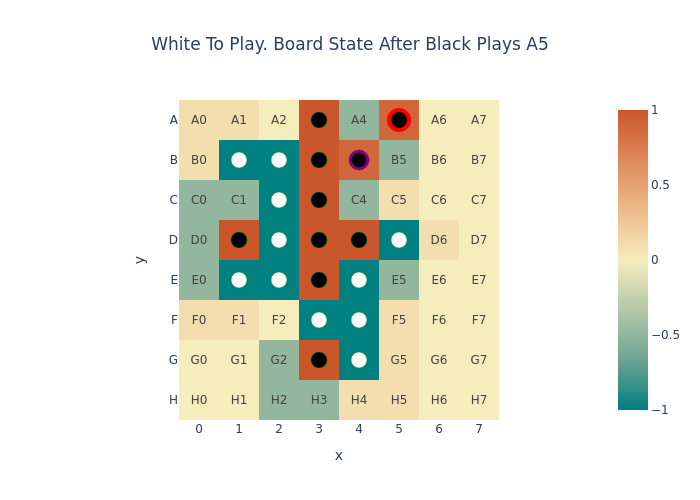 White To Play. Board State After Black Plays A5
A A0 A1 A2 A4 A6 A7
B B0 B5 B6 B7
C C0 C1 C4 C5 C6 C7
D D0 D6 D7
E E0 E5 E6 E7
F F0 F1 F2 F5 F6 F7
G G0 G1 G2 G5 G6 G7
H H0 H1 H2 H3 H4 H5 H6 H7
0 1 2 3 4 5 6 7
x
y
1
0.5
0
−0.5
−1